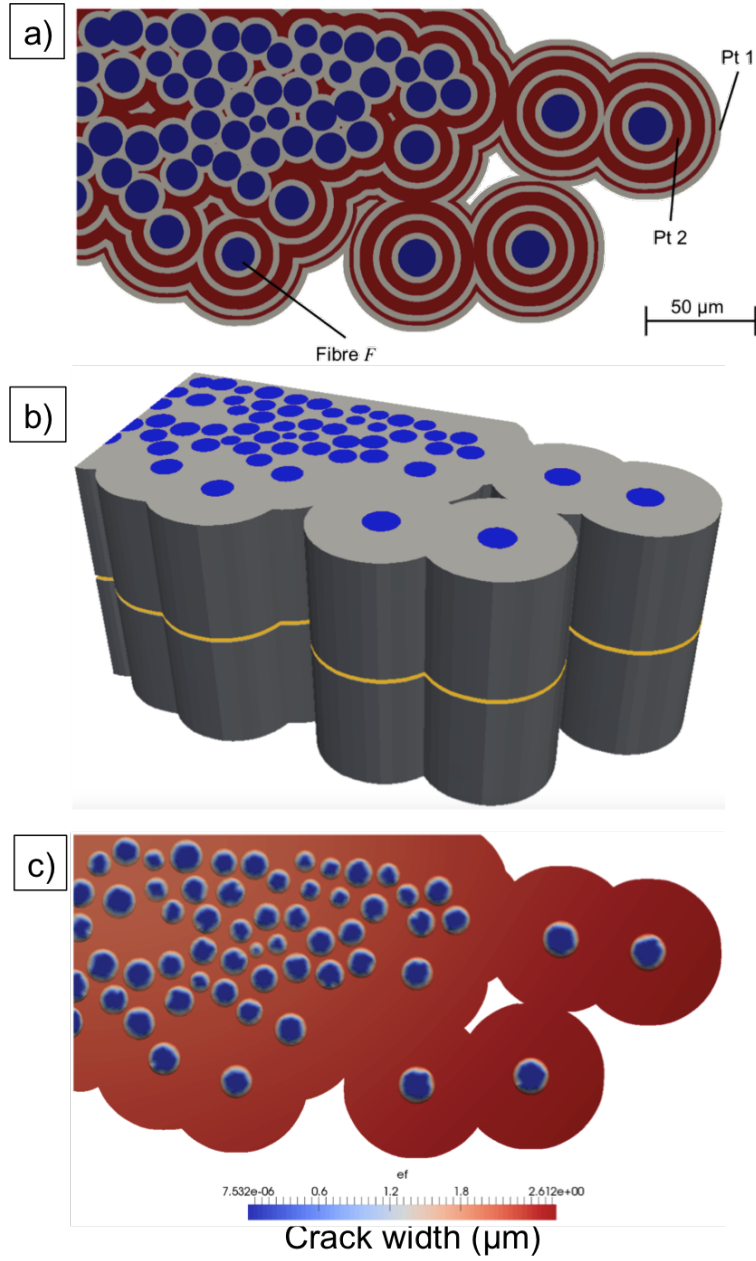 a)
Pt 1
Pt 2
50 μm
Fibre F
b)
c)
ef
7.532e-06 0.6 1.2 1.8 2.612e+00
Crack width (μm)